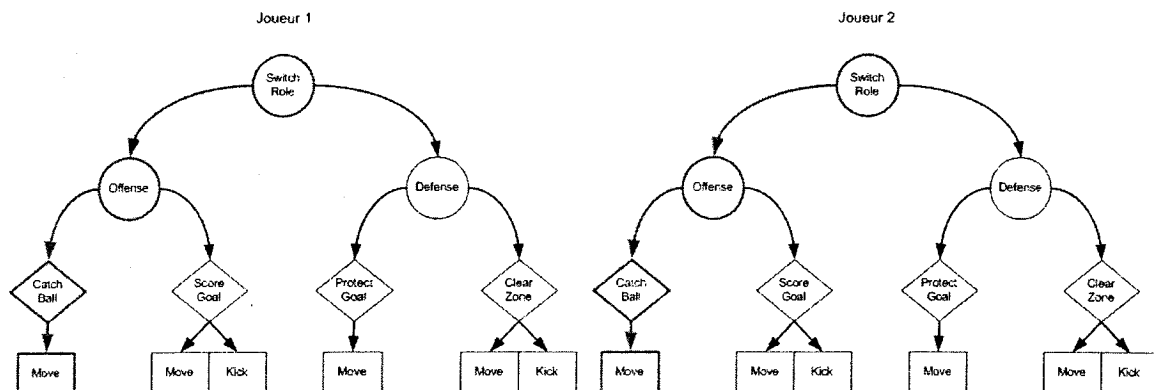 Joueur 1
Joueur 2
Switch
Role
Switch
Role
Offense
Defense
Offense
Defense
Catch
Ball
Score
Goal
Protect
Goal
Clear
Zone
Catch
Ball
Score
Goal
Protect
Goal
Clear
Zone
Move
Move
Kick
Move
Move
Kick
Move
Move
Kick
Move
Move
Kick